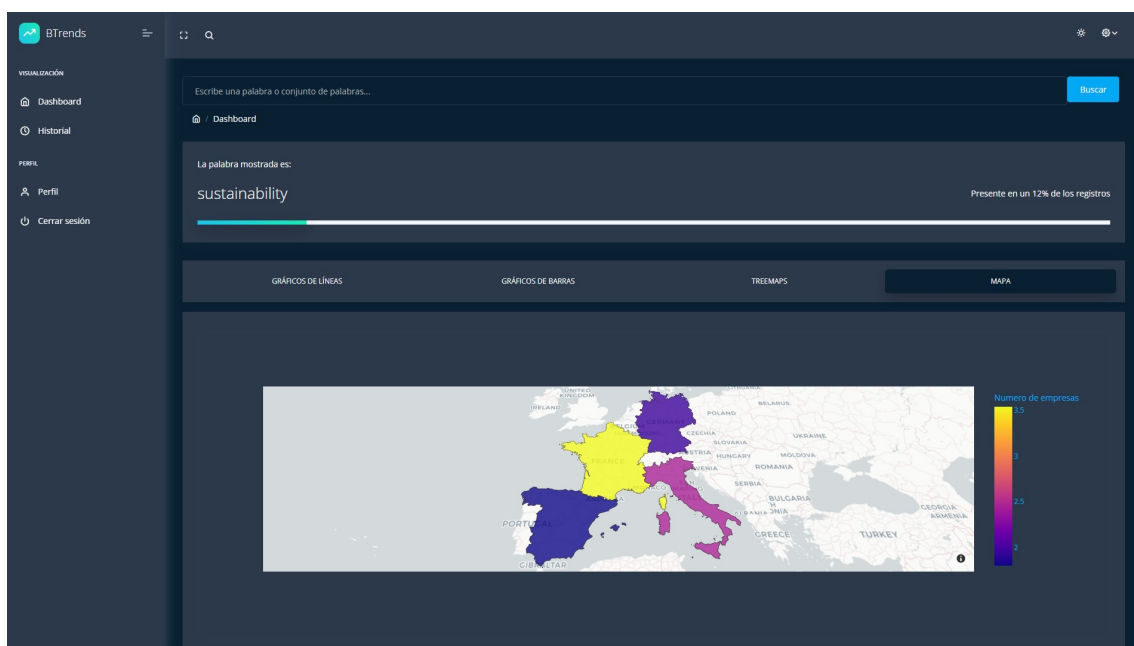 BTrends
VISUALIZACIÓN
Dashboard
Historial
PERFIL
Perfil
Cerrar sesión
Escribe una palabra o conjunto de palabras...
Buscar
/ Dashboard
La palabra mostrada es:
sustainability
Presente en un 12% de los registros
GRÁFICOS DE LÍNEAS
GRÁFICOS DE BARRAS
TREEMAPS
MAPA
Numero de empresas
3.5
3
2.5
2
UNITED
KINGDOM
IRELAND
BELARUS
POLAND
GERMANY
CZECHIA
UKRAINE
SLOVAKIA
HUNGARY
MOLDOVA
FRANCE
ROMANIA
SERBIA
BULGARIA
GEORGIA
ARMENIA
PORTUGAL
GREECE
TURKEY
GIBRALTAR